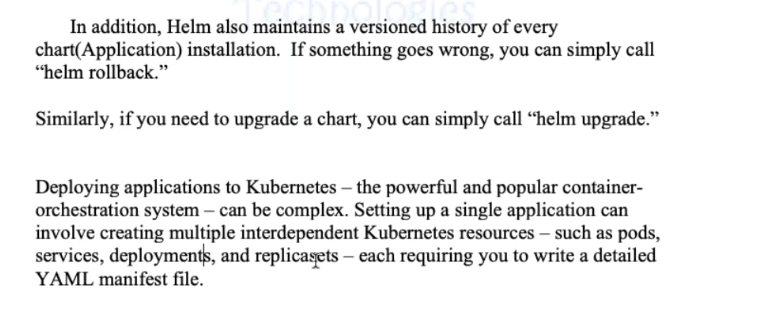 Technologies
In addition, Helm also maintains a versioned history of every
chart(Application) installation.  If something goes wrong, you can simply call
“helm rollback.”
Similarly, if you need to upgrade a chart, you can simply call “helm upgrade.”
Deploying applications to Kubernetes – the powerful and popular container-
orchestration system – can be complex. Setting up a single application can
involve creating multiple interdependent Kubernetes resources – such as pods,
services, deployments, and replicasets – each requiring you to write a detailed
YAML manifest file.